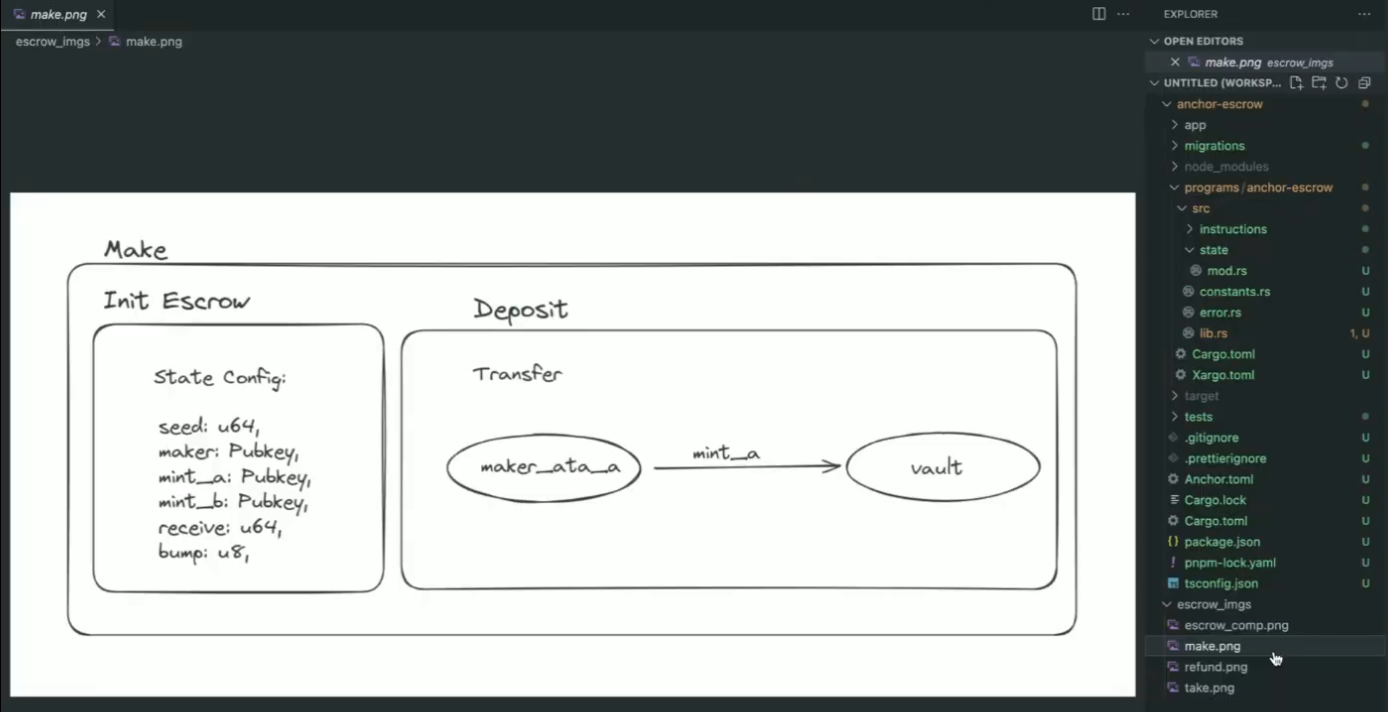 make.png
escrow_imgs > make.png
Make
Init Escrow
State Config:
seed: u64,
maker: Pubkey,
mint_a: Pubkey,
mint_b: Pubkey,
receive: u64,
bump: u8,
Deposit
Transfer
maker_ata_a
mint_a
vault
EXPLORER
OPEN EDITORS
make.png escrow_imgs
UNTITLED (WORKSP...
anchor-escrow
app
migrations
node_modules
programs/anchor-escrow
src
instructions
state
mod.rs U
constants.rs U
error.rs U
lib.rs 1, U
Cargo.toml U
Xargo.toml U
target
tests
.gitignore U
.prettierignore U
Anchor.toml U
Cargo.lock U
Cargo.toml U
package.json U
pnpm-lock.yaml U
tsconfig.json U
escrow_imgs
escrow_comp.png
make.png
refund.png
take.png